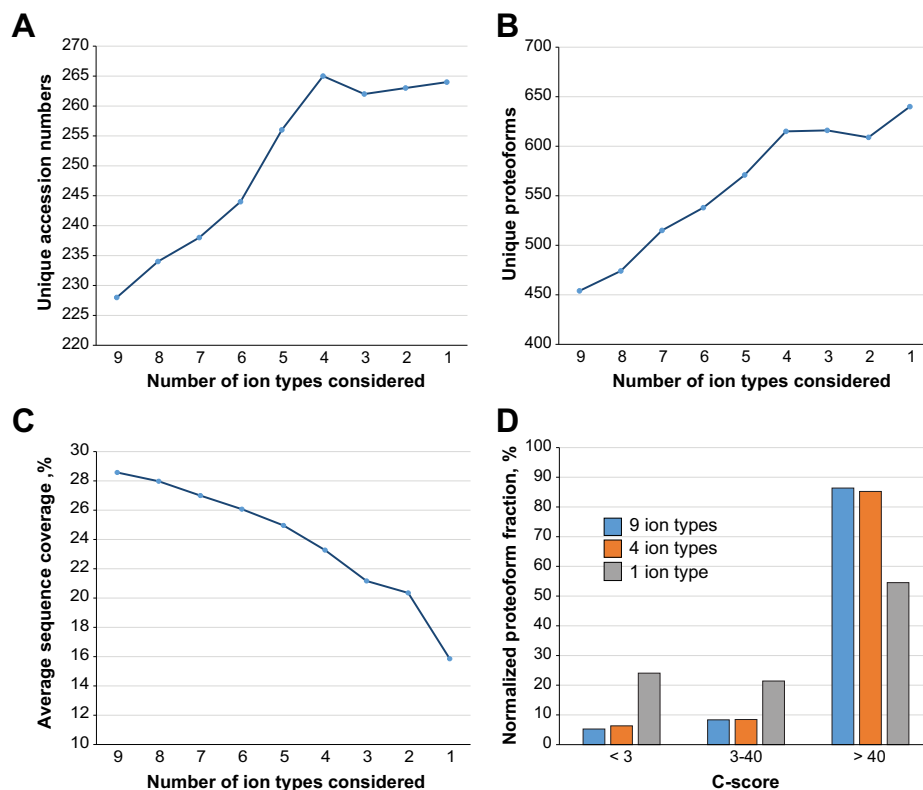 A
Unique accession numbers
270
265
260
255
250
245
240
235
230
225
220
9 8 7 6 5 4 3 2 1
Number of ion types considered
B
Unique proteoforms
700
650
600
550
500
450
400
9 8 7 6 5 4 3 2 1
Number of ion types considered
C
Average sequence coverage ,%
30
28
26
24
22
20
18
16
14
12
10
9 8 7 6 5 4 3 2 1
Number of ion types considered
D
Normalized proteoform fraction, %
100
90
80
70
60
50
40
30
20
10
0
9 ion types
4 ion types
1 ion type
< 3 3-40 > 40
C-score